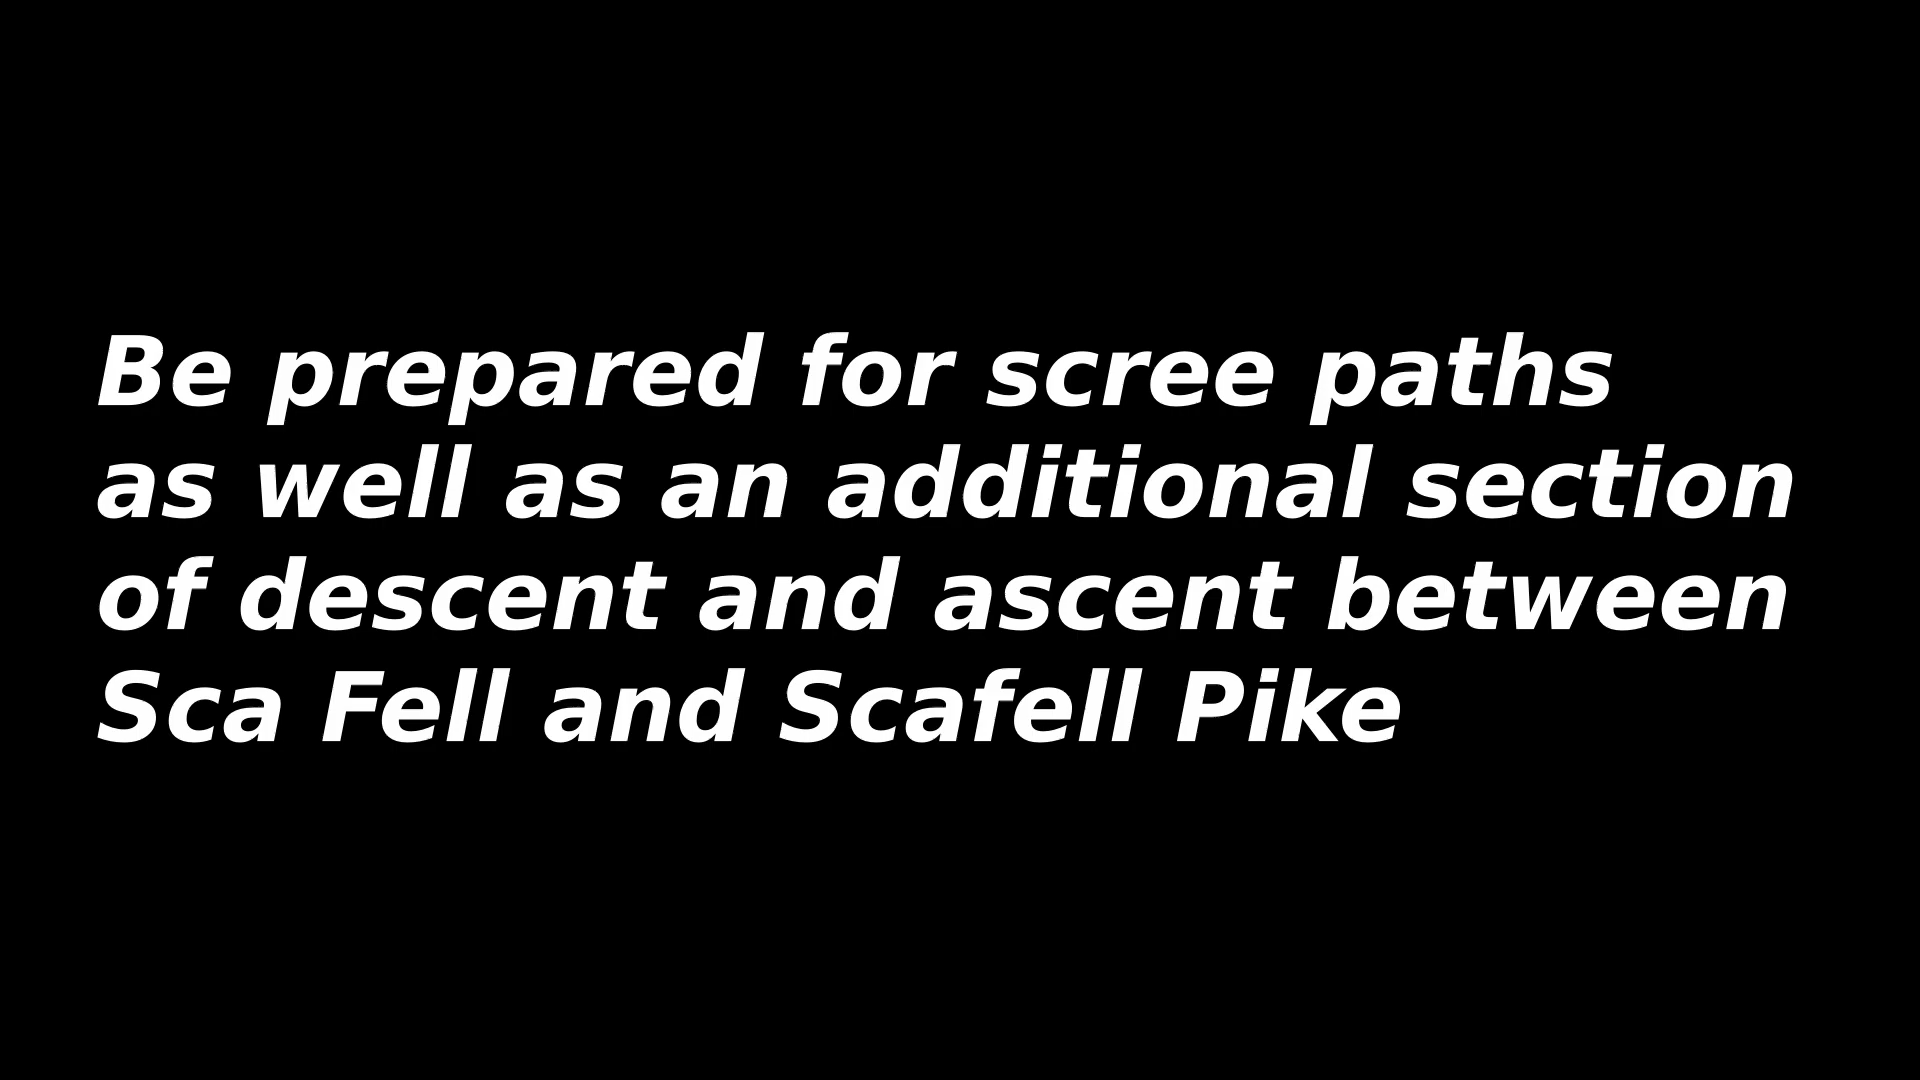 Be prepared for scree paths
as well as an additional section
of descent and ascent between
Sca Fell and Scafell Pike